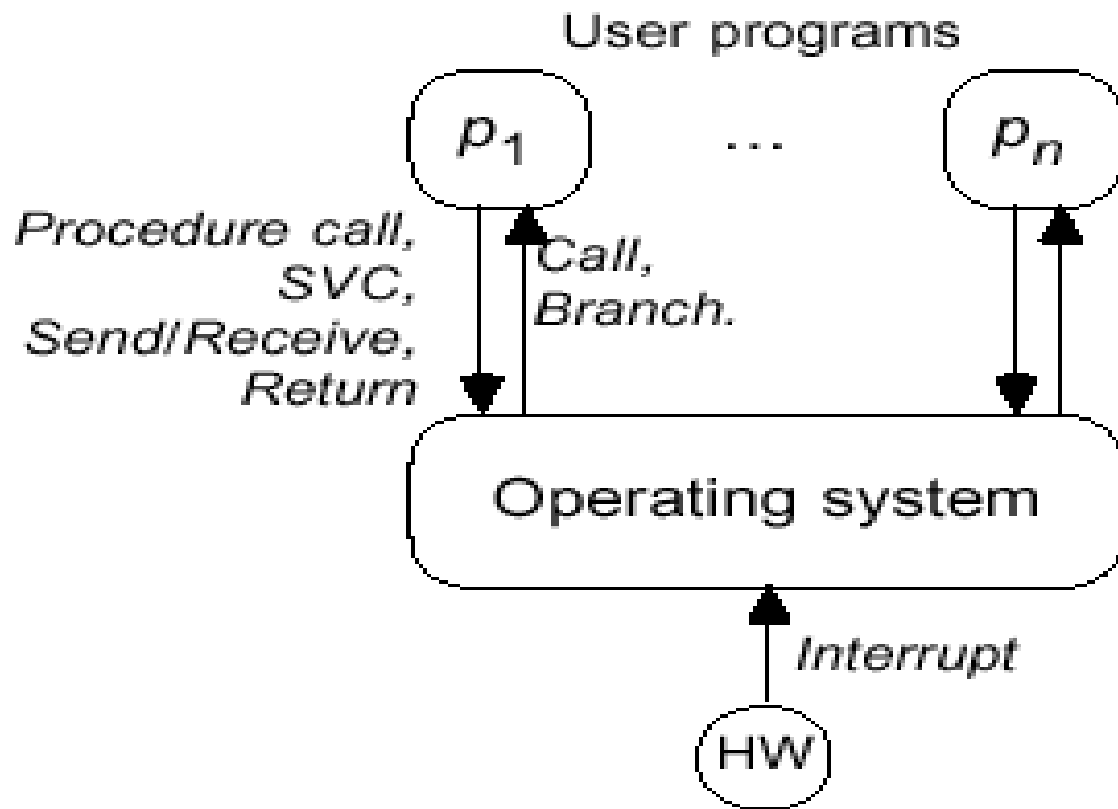 User programs
p1
...
pn
Procedure call,
SVC,
Send/Receive,
Return
Call,
Branch.
Operating system
Interrupt
HW